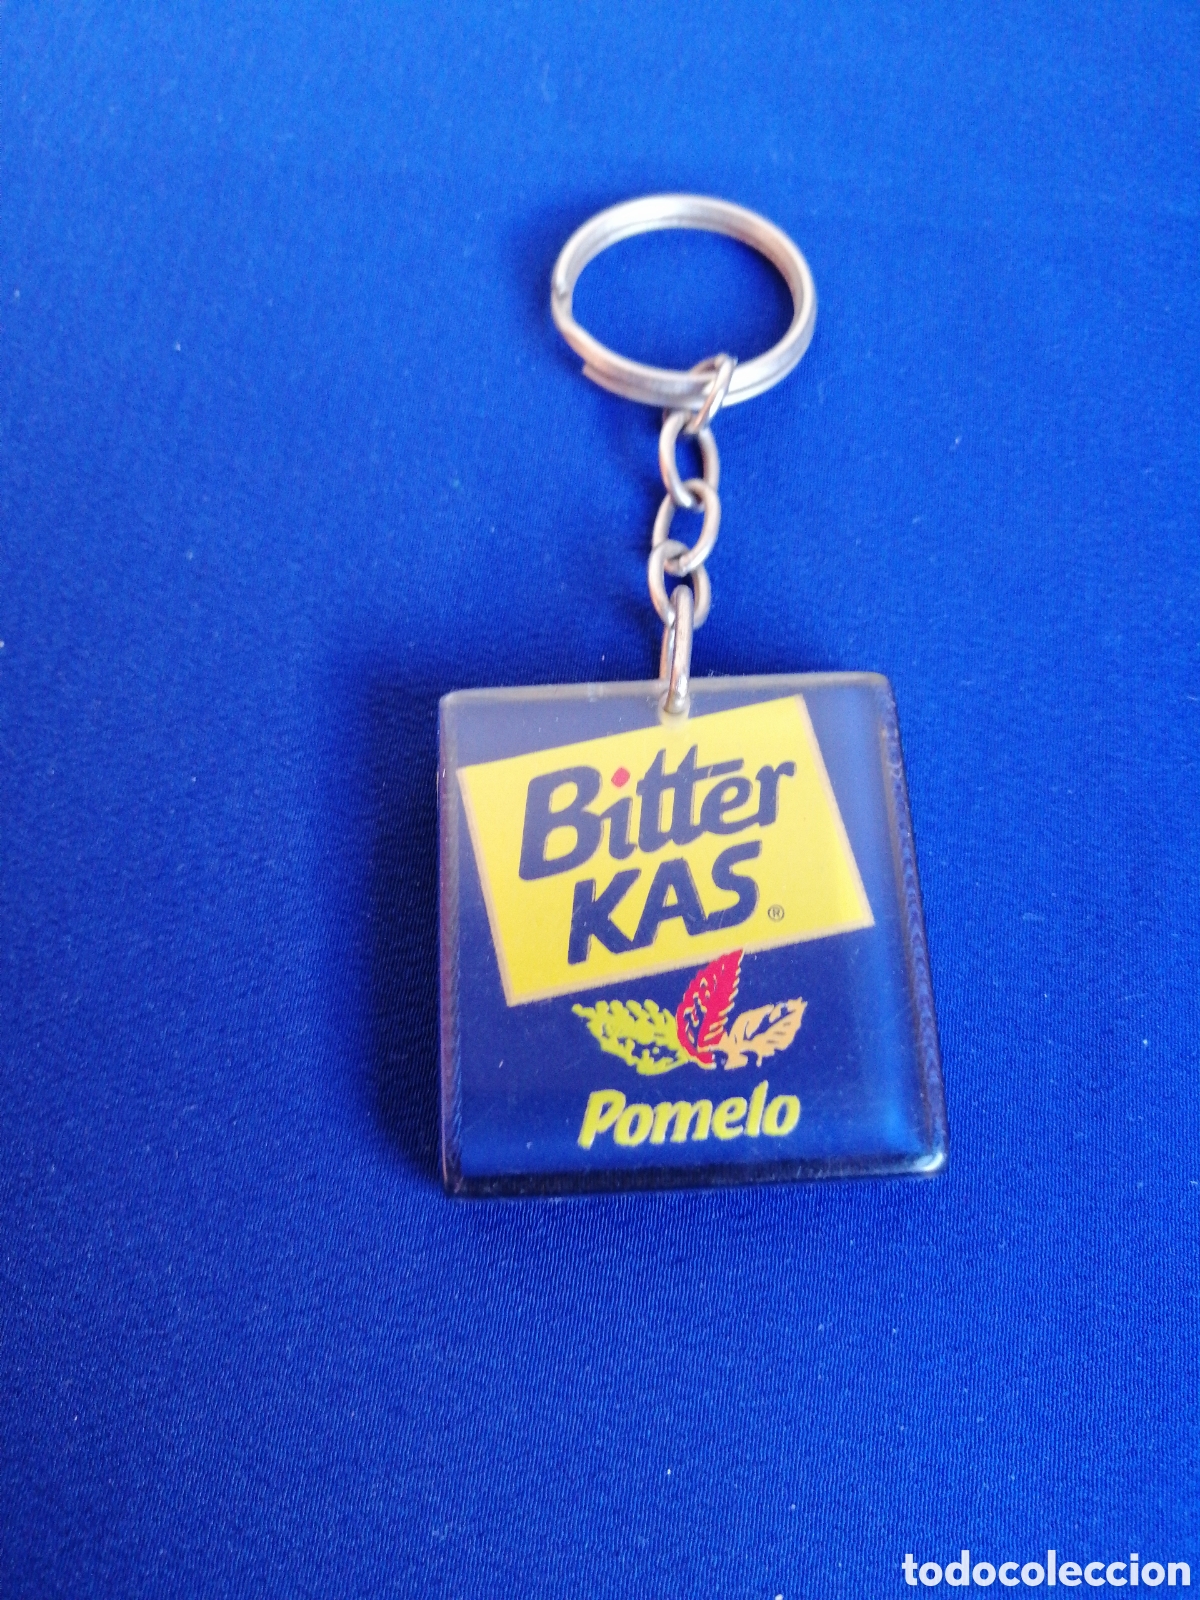 Bitter
KAS®
Pomelo
todocoleccion